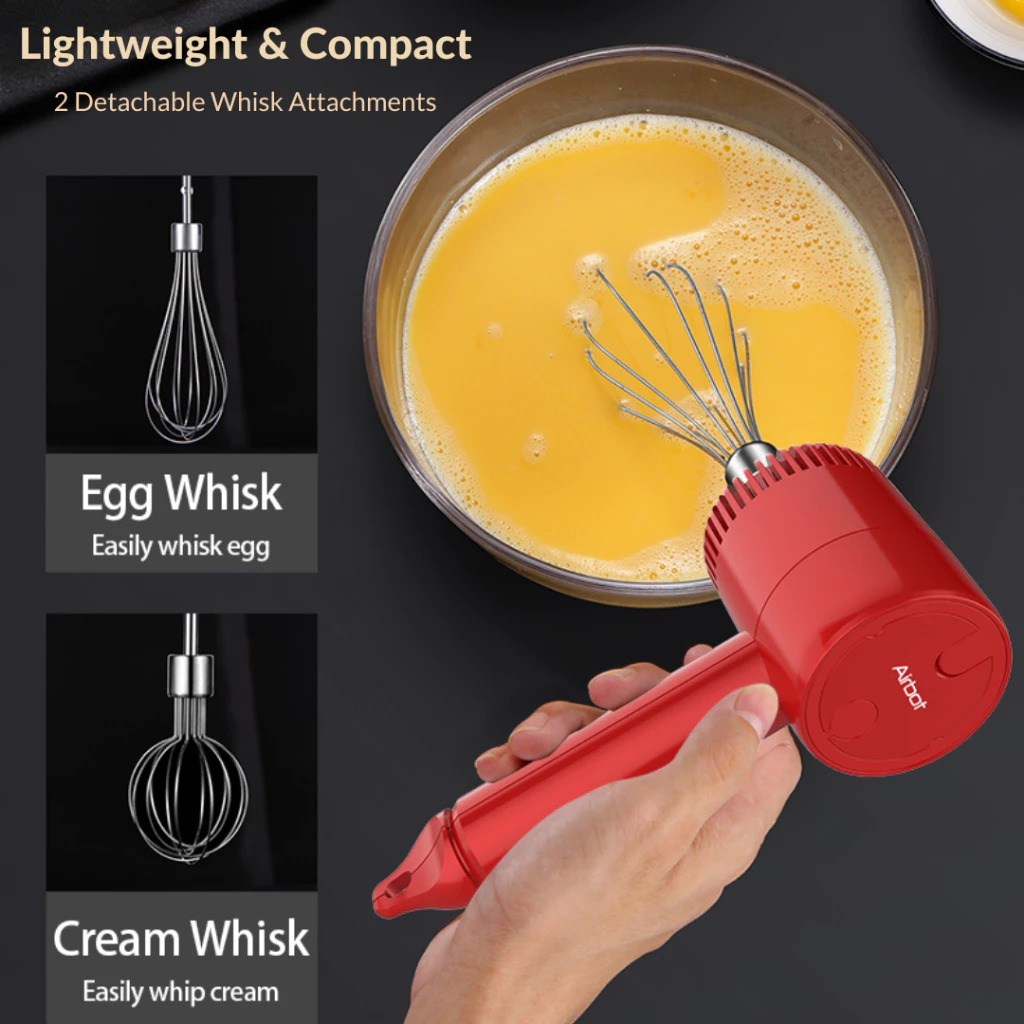 Lightweight & Compact
2 Detachable Whisk Attachments
Egg Whisk
Easily whisk egg
Cream Whisk
Easily whip cream
Airbot